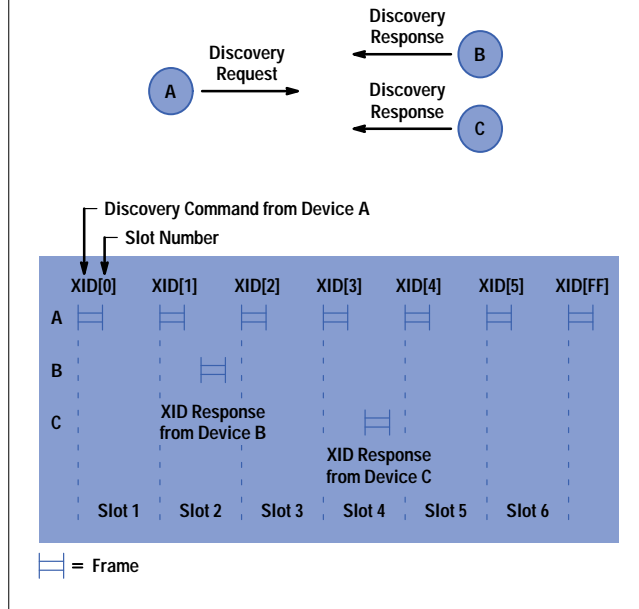 Discovery
Response
Discovery
Request
B
A
Discovery
Response
C
Discovery Command from Device A
Slot Number
XID[0] XID[1] XID[2] XID[3] XID[4] XID[5] XID[FF]
A
B
XID Response
from Device B
C
XID Response
from Device C
Slot 1 Slot 2 Slot 3 Slot 4 Slot 5 Slot 6
= Frame